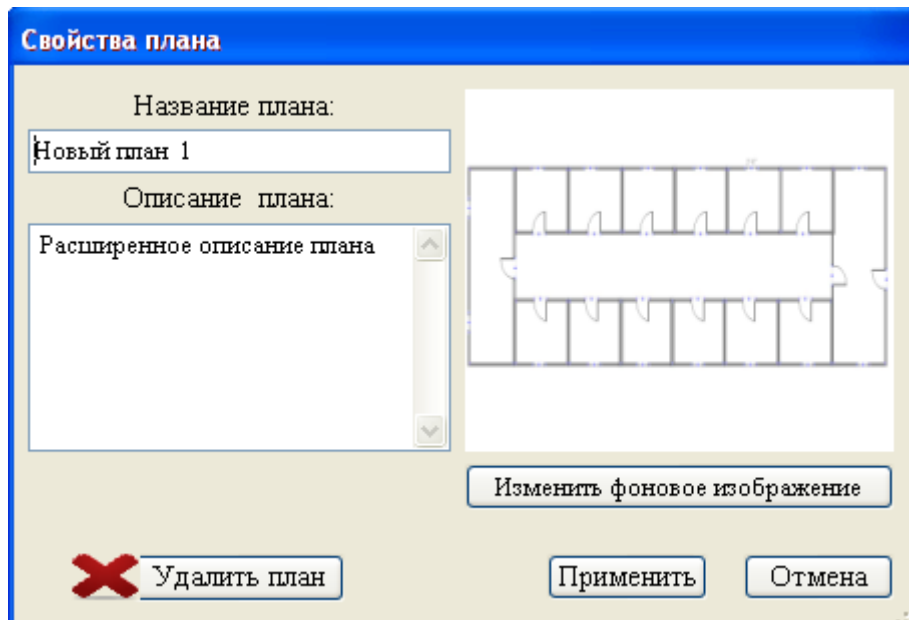 Свойства плана
Название плана:
Новый план 1
Описание плана:
Расширенное описание плана
Изменить фоновое изображение
Удалить план
Применить
Отмена